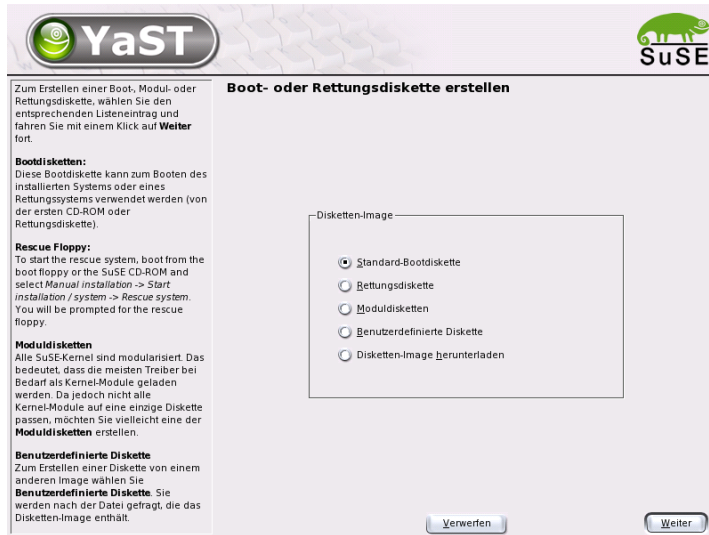 YaST
SuSE
Zum Erstellen einer Boot-, Modul- oder
Rettungsdiskette, wählen Sie den
entsprechenden Listeneintrag und
fahren Sie mit einem Klick auf Weiter
fort.
Bootdisketten:
Diese Bootdiskette kann zum Booten des
installierten Systems oder eines
Rettungssystems verwendet werden (von
der ersten CD-ROM oder
Rettungsdiskette).
Rescue Floppy:
To start the rescue system, boot from the
boot floppy or the SuSE CD-ROM and
select Manual installation -> Start
installation / system -> Rescue system.
You will be prompted for the rescue
floppy.
Moduldisketten
Alle SuSE-Kernel sind modularisiert. Das
bedeutet, dass die meisten Treiber bei
Bedarf als Kernel-Module geladen
werden. Da jedoch nicht alle
Kernel-Module auf eine einzige Diskette
passen, möchten Sie vielleicht eine der
Moduldisketten erstellen.
Benutzerdefinierte Diskette
Zum Erstellen einer Diskette von einem
anderen Image wählen Sie
Benutzerdefinierte Diskette. Sie
werden nach der Datei gefragt, die das
Disketten-Image enthält.
Boot- oder Rettungsdiskette erstellen
Disketten-Image
Standard-Bootdiskette
Rettungsdiskette
Moduldisketten
Benutzerdefinierte Diskette
Disketten-Image herunterladen
Verwerfen
Weiter